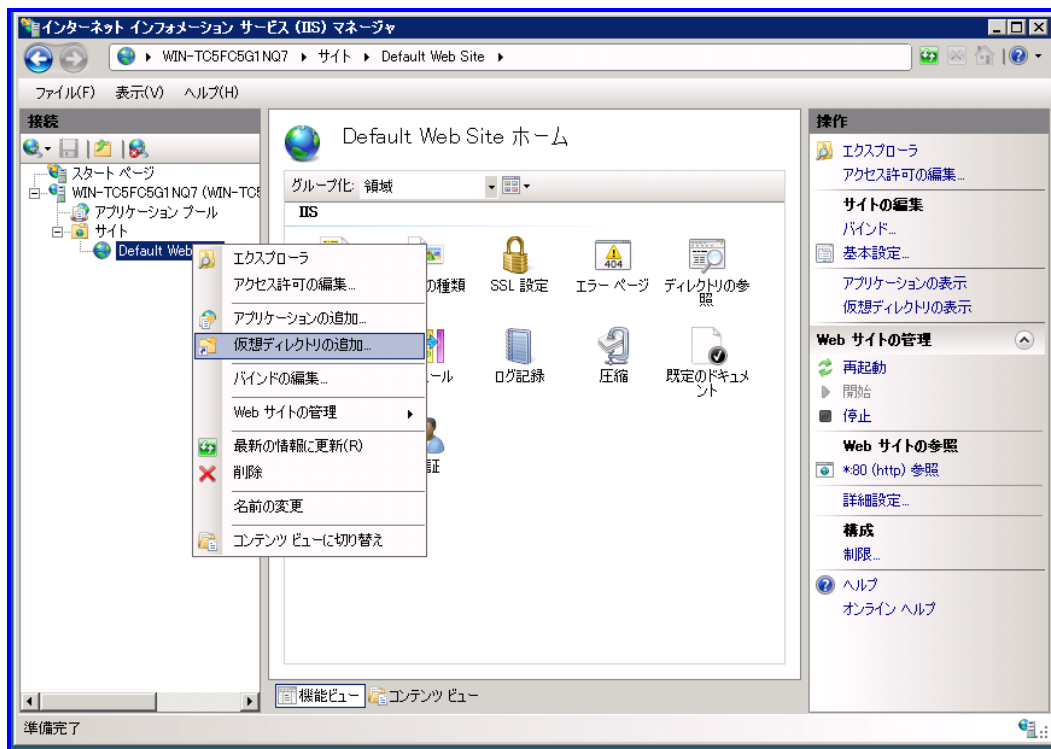 インターネット インフォメーション サービス (IIS) マネージャ
WIN-TC5FC5G1NQ7 サイト Default Web Site
ファイル(F) 表示(V) ヘルプ(H)
接続
スタート ページ
WIN-TC5FC5G1NQ7 (WIN-TC5
アプリケーション プール
サイト
Default Web
エクスプローラ
アクセス許可の編集...
アプリケーションの追加...
仮想ディレクトリの追加...
バインドの編集...
Web サイトの管理
最新の情報に更新(R)
削除
名前の変更
コンテンツ ビューに切り替え
Default Web Site ホーム
グループ化: 領域
IIS
の種類
SSL 設定
404
エラー ページ
ディレクトリの参照
ール
ログ記録
圧縮
既定のドキュメント
証
機能ビュー コンテンツ ビュー
操作
エクスプローラ
アクセス許可の編集...
サイトの編集
バインド...
基本設定...
アプリケーションの表示
仮想ディレクトリの表示
Web サイトの管理
再起動
開始
停止
Web サイトの参照
*:80 (http) 参照
詳細設定...
構成
制限...
ヘルプ
オンライン ヘルプ
準備完了